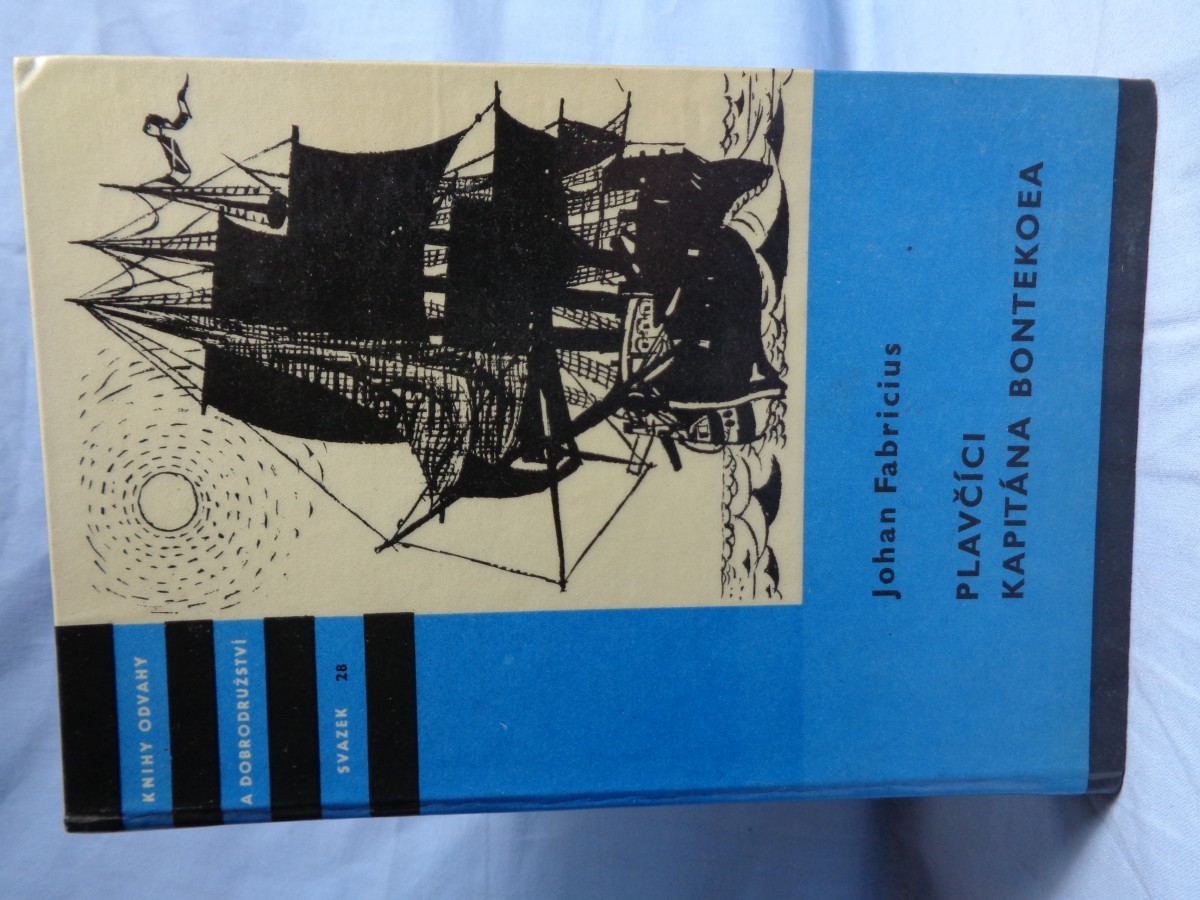 KNIHY ODVAHY
A DOBRODRUŽSTVÍ
SVAZEK 28
Johan Fabricius
PLAVČÍCI
KAPITÁNA BONTEKOEA